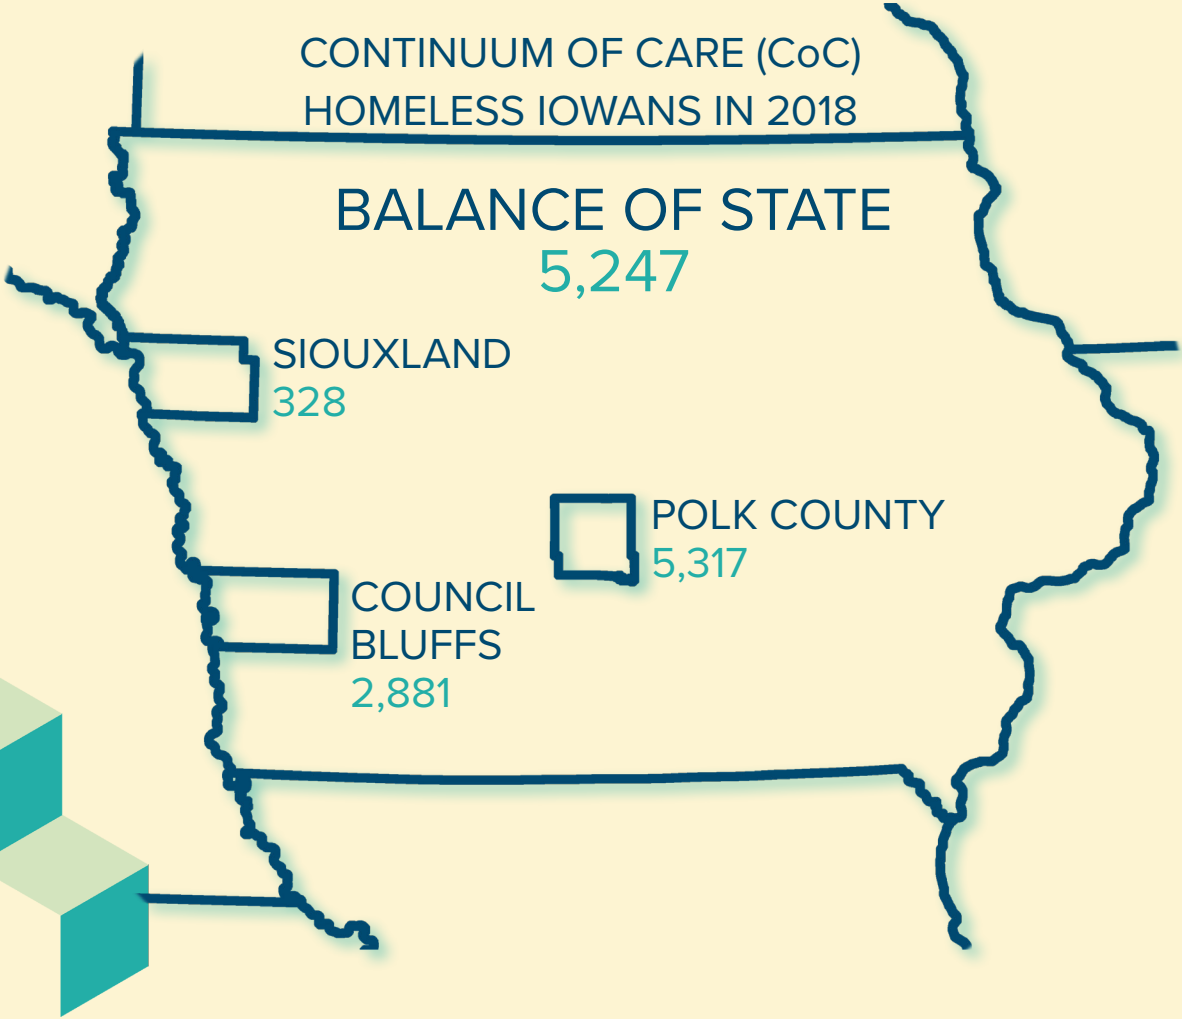 CONTINUUM OF CARE (CoC)
HOMELESS IOWANS IN 2018
BALANCE OF STATE
5,247
SIOUXLAND
328
POLK COUNTY
5,317
COUNCIL
BLUFFS
2,881